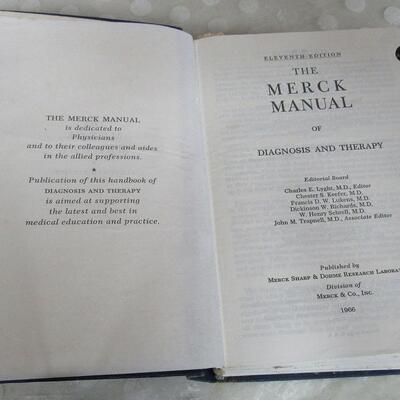 THE MERCK MANUAL
is dedicated to
Physicians
and to their colleagues and aides
in the allied professions.
*
Publication of this handbook of
DIAGNOSIS AND THERAPY
is aimed at supporting
the latest and best in
medical education and practice.
ELEVENTH EDITION
THE
MERCK
MANUAL
OF
DIAGNOSIS AND THERAPY
Editorial Board
Charles E. Lyght, M.D., Editor
Chester S. Keefer, M.D.
Francis D. W. Lukens, M.D.
Dickinson W. Richards, M.D.
W. Henry Sebrell, M.D.
John M. Trapnell, M.D., Associate Editor
Published by
MERCK SHARP & DOHME RESEARCH
Division of
MERCK & CO., INC.
1966